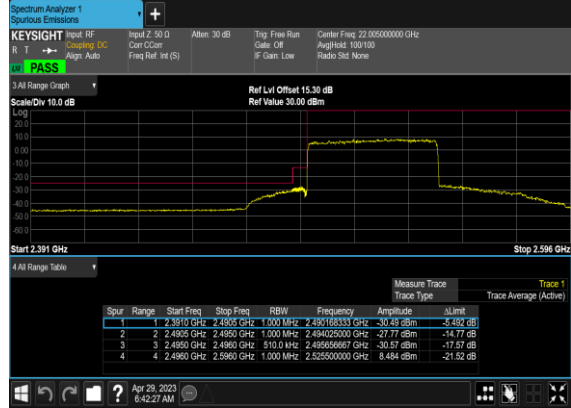 Spectrum Analyzer 1
Spurious Emissions
KEYSIGHT Input: RF Input Z: 50 Ω Atten: 30 dB Trig: Free Run Center Freq: 22.005000000 GHz
R T Coupling: DC Corr CCorr Gate: Off Avg|Hold: 100/100
Align: Auto Freq Ref: Int (S) IF Gain: Low Radio Std: None
LV PASS
3 All Range Graph Ref Lvl Offset 15.30 dB
Scale/Div 10.0 dB Ref Value 30.00 dBm
Log
20.0
10.0
0.00
-10.0
-20.0
-30.0
-40.0
-50.0
-60.0
Start 2.391 GHz Stop 2.596 GHz
4 All Range Table
Measure Trace Trace 1
Trace Type Trace Average (Active)
Spur Range Start Freq Stop Freq RBW Frequency Amplitude ΔLimit
1 1 2.3910 GHz 2.4905 GHz 1.000 MHz 2.490168333 GHz -30.49 dBm -5.492 dB
2 2 2.4905 GHz 2.4950 GHz 1.000 MHz 2.494025000 GHz -27.77 dBm -14.77 dB
3 3 2.4950 GHz 2.4960 GHz 510.0 kHz 2.495656667 GHz -30.57 dBm -17.57 dB
4 4 2.4960 GHz 2.5960 GHz 1.000 MHz 2.525500000 GHz 8.484 dBm -21.52 dB
Apr 29, 2023
6:42:27 AM